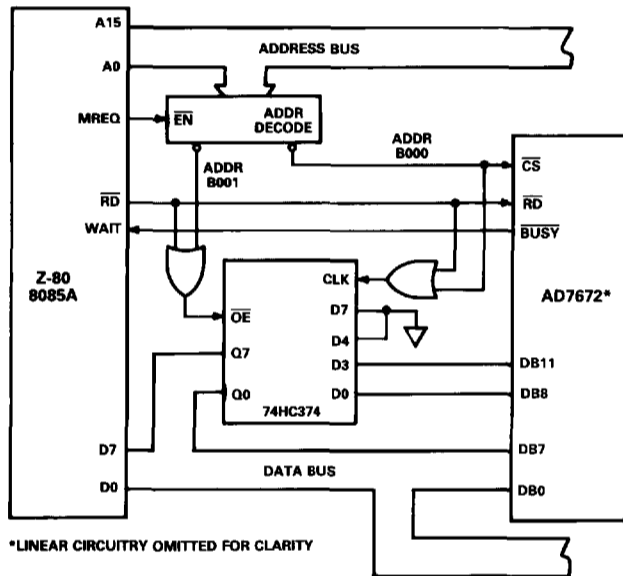 A15
ADDRESS BUS
A0
MREQ
EN
ADDR
DECODE
ADDR
B000
ADDR
B001
CS
RD
RD
WAIT
BUSY
Z-80
8085A
CLK
AD7672*
OE
D7
D4
Q7
D3
DB11
Q0
D0
DB8
74HC374
D7
DB7
DATA BUS
D0
DB0
*LINEAR CIRCUITRY OMITTED FOR CLARITY